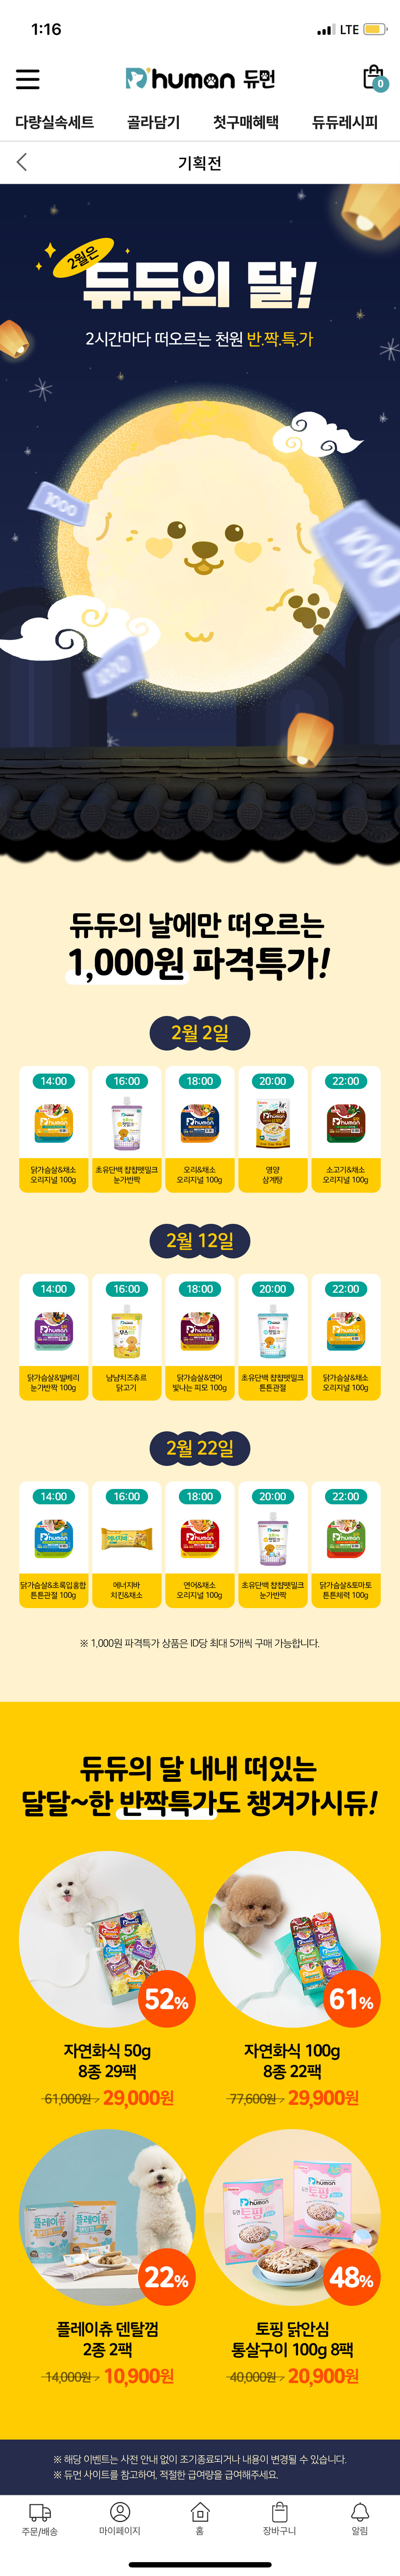 1:16
LTE
human 듀먼
0
다량실속세트 골라담기 첫구매혜택 듀듀레시피
기획전
2월은
듀듀의 달!
2시간마다 떠오르는 천원 반.짝.특.가
1000
1000
듀듀의 날에만 떠오르는
1,000원 파격특가!
2월 2일
14:00 16:00 18:00 20:00 22:00
닭가슴살&채소 초유단백 찹찹펫밀크 오리&채소 영양 소고기&채소
오리지널 100g 눈가반짝 오리지널 100g 삼계탕 오리지널 100g
2월 12일
14:00 16:00 18:00 20:00 22:00
닭가슴살&빌베리 냠냠치즈츄르 닭가슴살&연어 초유단백 찹찹펫밀크 닭가슴살&채소
눈가반짝 100g 닭고기 빛나는 피모 100g 튼튼관절 오리지널 100g
2월 22일
14:00 16:00 18:00 20:00 22:00
닭가슴살&초록입홍합 에너지바 연어&채소 초유단백 찹찹펫밀크 닭가슴살&토마토
튼튼관절 100g 치킨&채소 오리지널 100g 눈가반짝 튼튼체력 100g
※ 1,000원 파격특가 상품은 ID당 최대 5개씩 구매 가능합니다.
듀듀의 달 내내 떠있는
달달~한 반짝특가도 챙겨가시듀!
52% 61%
자연화식 50g 자연화식 100g
8종 29팩 8종 22팩
61,000원 29,000원 77,600원 29,900원
플레이츄 플레이츄 토핑 토핑
22% 48%
플레이츄 덴탈껌 토핑 닭안심
2종 2팩 통살구이 100g 8팩
14,000원 10,900원 40,000원 20,900원
※ 해당 이벤트는 사전 안내 없이 조기종료되거나 내용이 변경될 수 있습니다.
※ 듀먼 사이트를 참고하여, 적절한 급여량을 급여해주세요.
주문/배송 마이페이지 홈 장바구니 알림